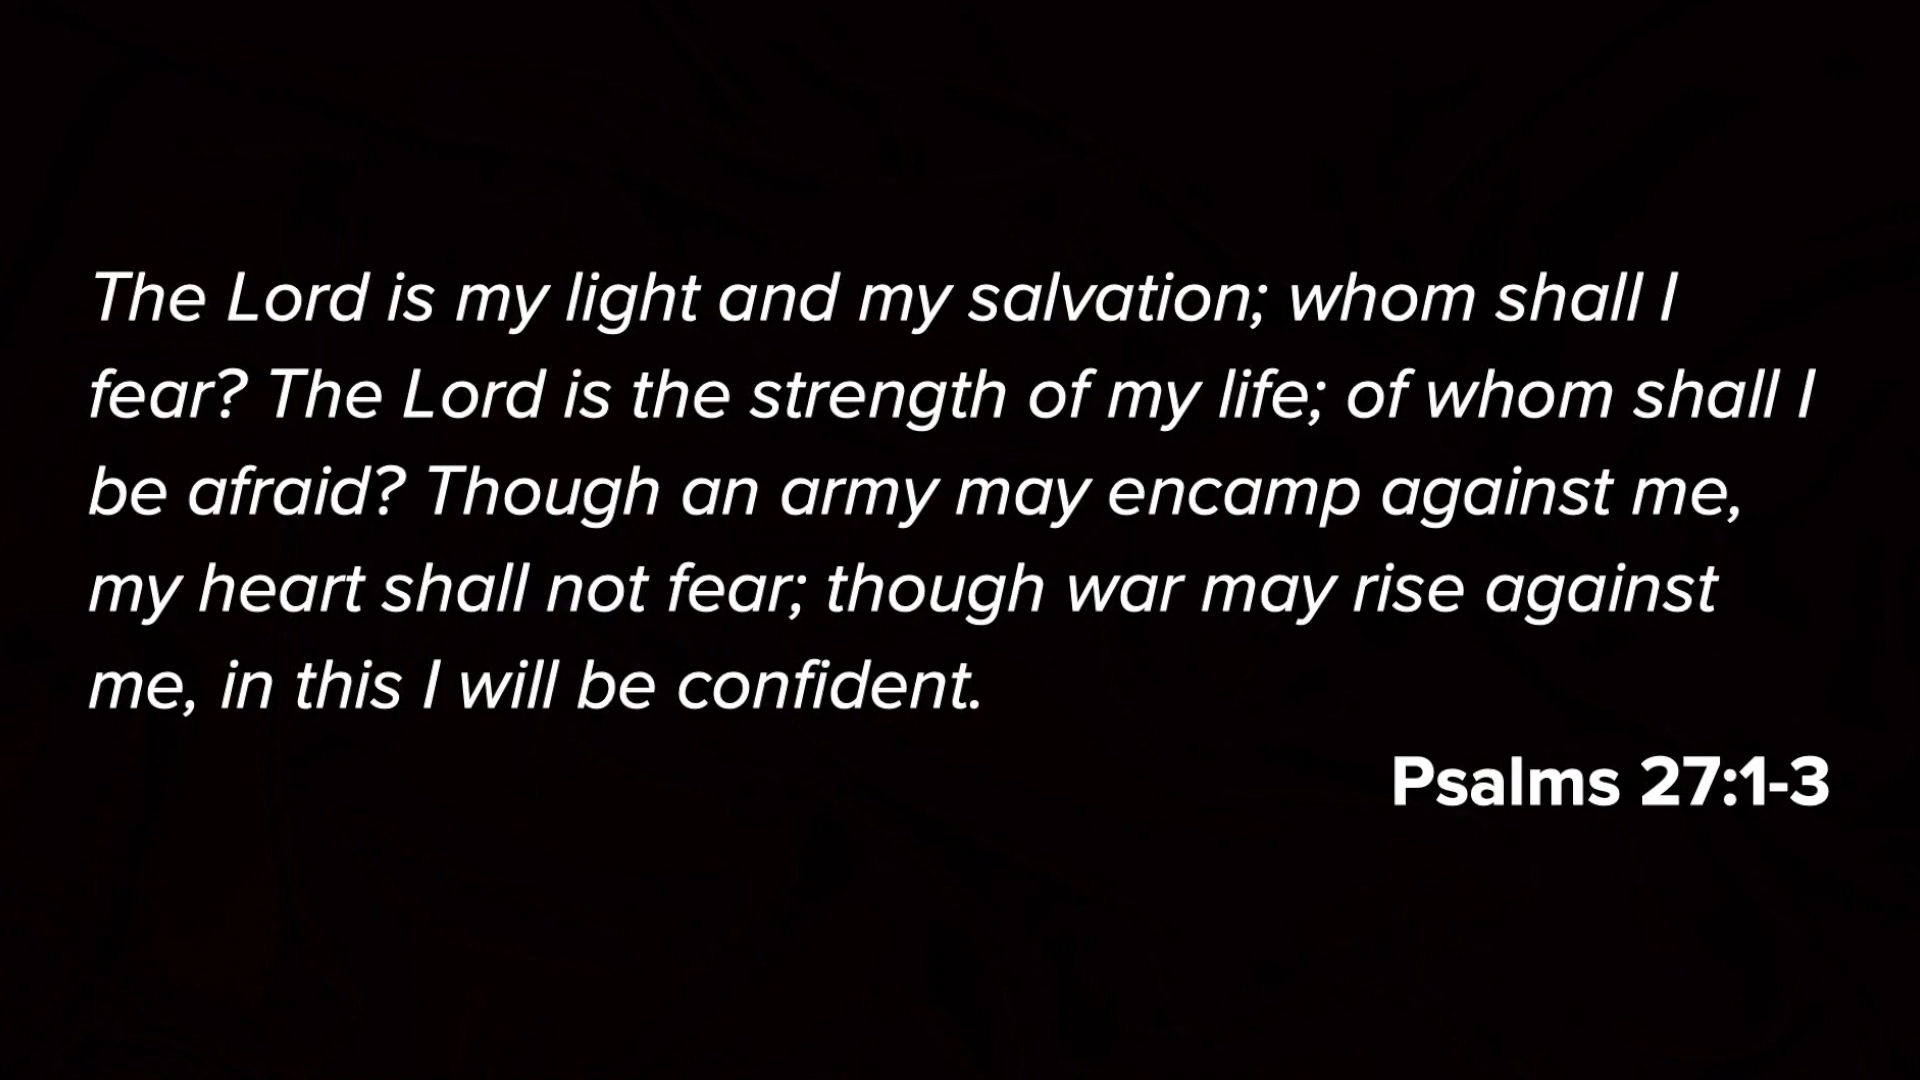 The Lord is my light and my salvation; whom shall I
fear? The Lord is the strength of my life; of whom shall I
be afraid? Though an army may encamp against me,
my heart shall not fear; though war may rise against
me, in this I will be confident.
Psalms 27:1-3